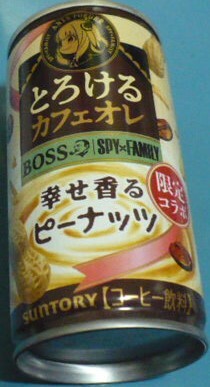 とろける
カフェオレ
BOSS
SPY×FAMILY
幸せ香る
ピーナッツ
限定
コラボ
SUNTORY
【コーヒー飲料】